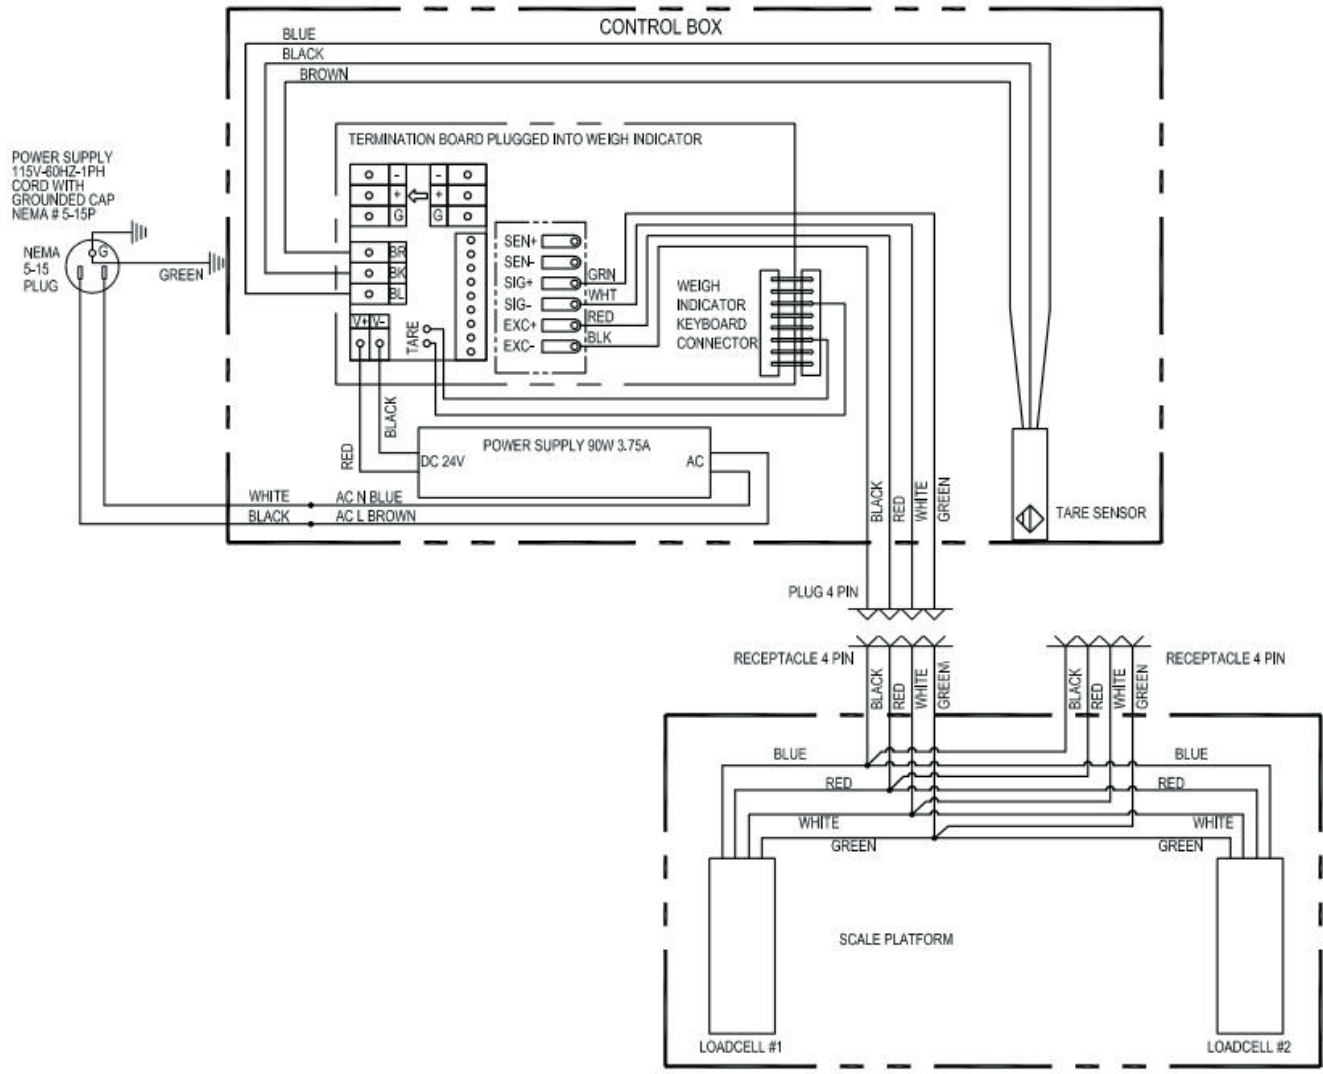 CONTROL BOX
BLUE
BLACK
BROWN
TERMINATION BOARD PLUGGED INTO WEIGH INDICATOR
POWER SUPPLY
115V-60HZ-1PH
CORD WITH
GROUNDED CAP
NEMA # 5-15P
NEMA
5-15
PLUG
G
GREEN
- -
+ +
G G
BR
BK
BL
V+ V-
TARE
SEN+
SEN-
SIG+
SIG-
EXC+
EXC-
GRN
WHT
RED
BLK
WEIGH
INDICATOR
KEYBOARD
CONNECTOR
RED
BLACK
POWER SUPPLY 90W 3.75A
DC 24V
AC
WHITE
AC N BLUE
BLACK
AC L BROWN
BLACK
RED
WHITE
GREEN
TARE SENSOR
PLUG 4 PIN
RECEPTACLE 4 PIN
RECEPTACLE 4 PIN
BLACK
RED
WHITE
GREEN
BLACK
RED
WHITE
GREEN
BLUE
BLUE
RED
RED
WHITE
WHITE
GREEN
GREEN
SCALE PLATFORM
LOADCELL #1
LOADCELL #2